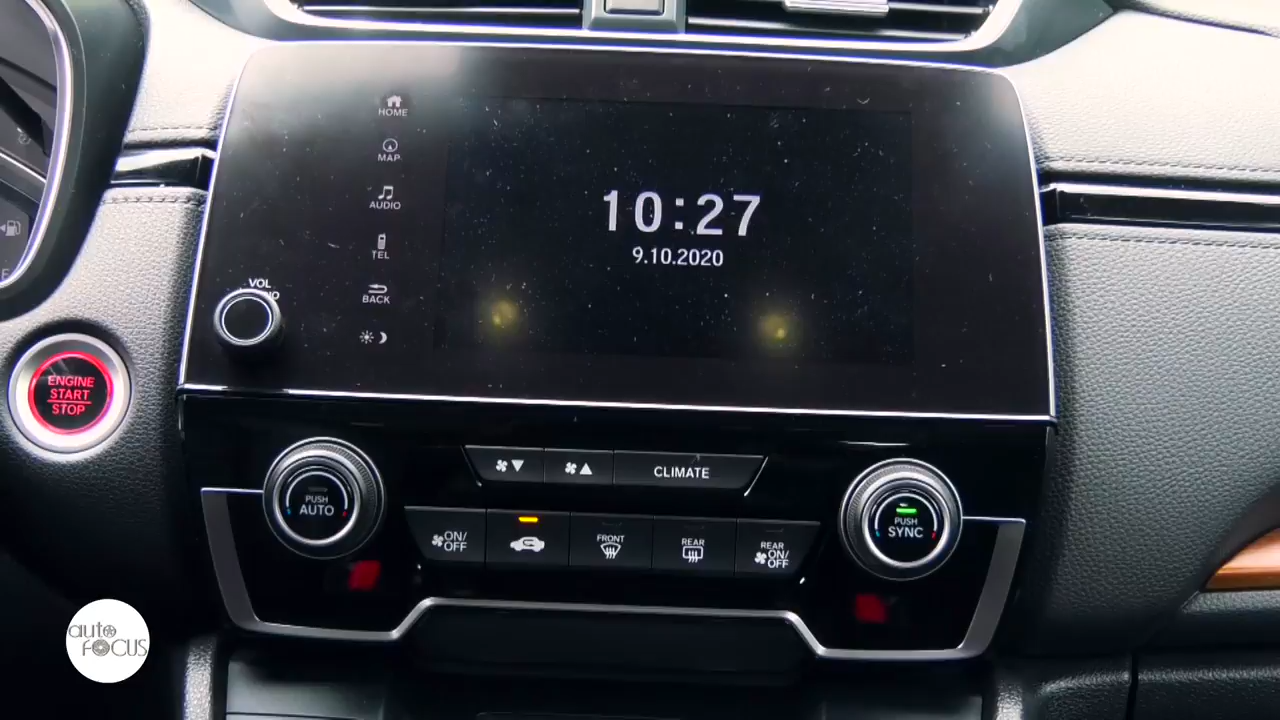 HOME
MAP
AUDIO
TEL
BACK
10:27
9.10.2020
VOL
ENGINE
START
STOP
PUSH
AUTO
CLIMATE
PUSH
SYNC
ON/
OFF
FRONT
REAR
REAR
ON/
OFF
auto
FOCUS